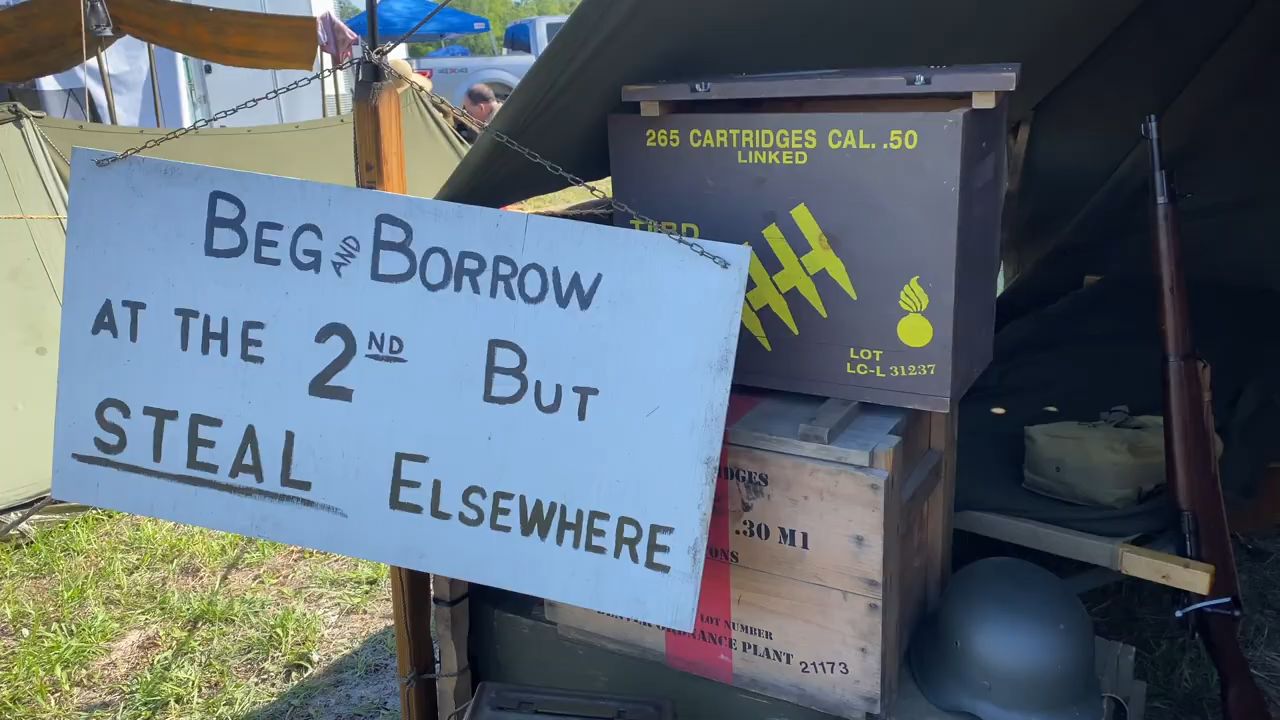 BEG AND BORROW
AT THE 2ND BUT
STEAL ELSEWHERE
265 CARTRIDGES CAL. .50
LINKED
LOT
LC-L 31237
.30 M1
LOT NUMBER
ORDNANCE PLANT 21173
4X4